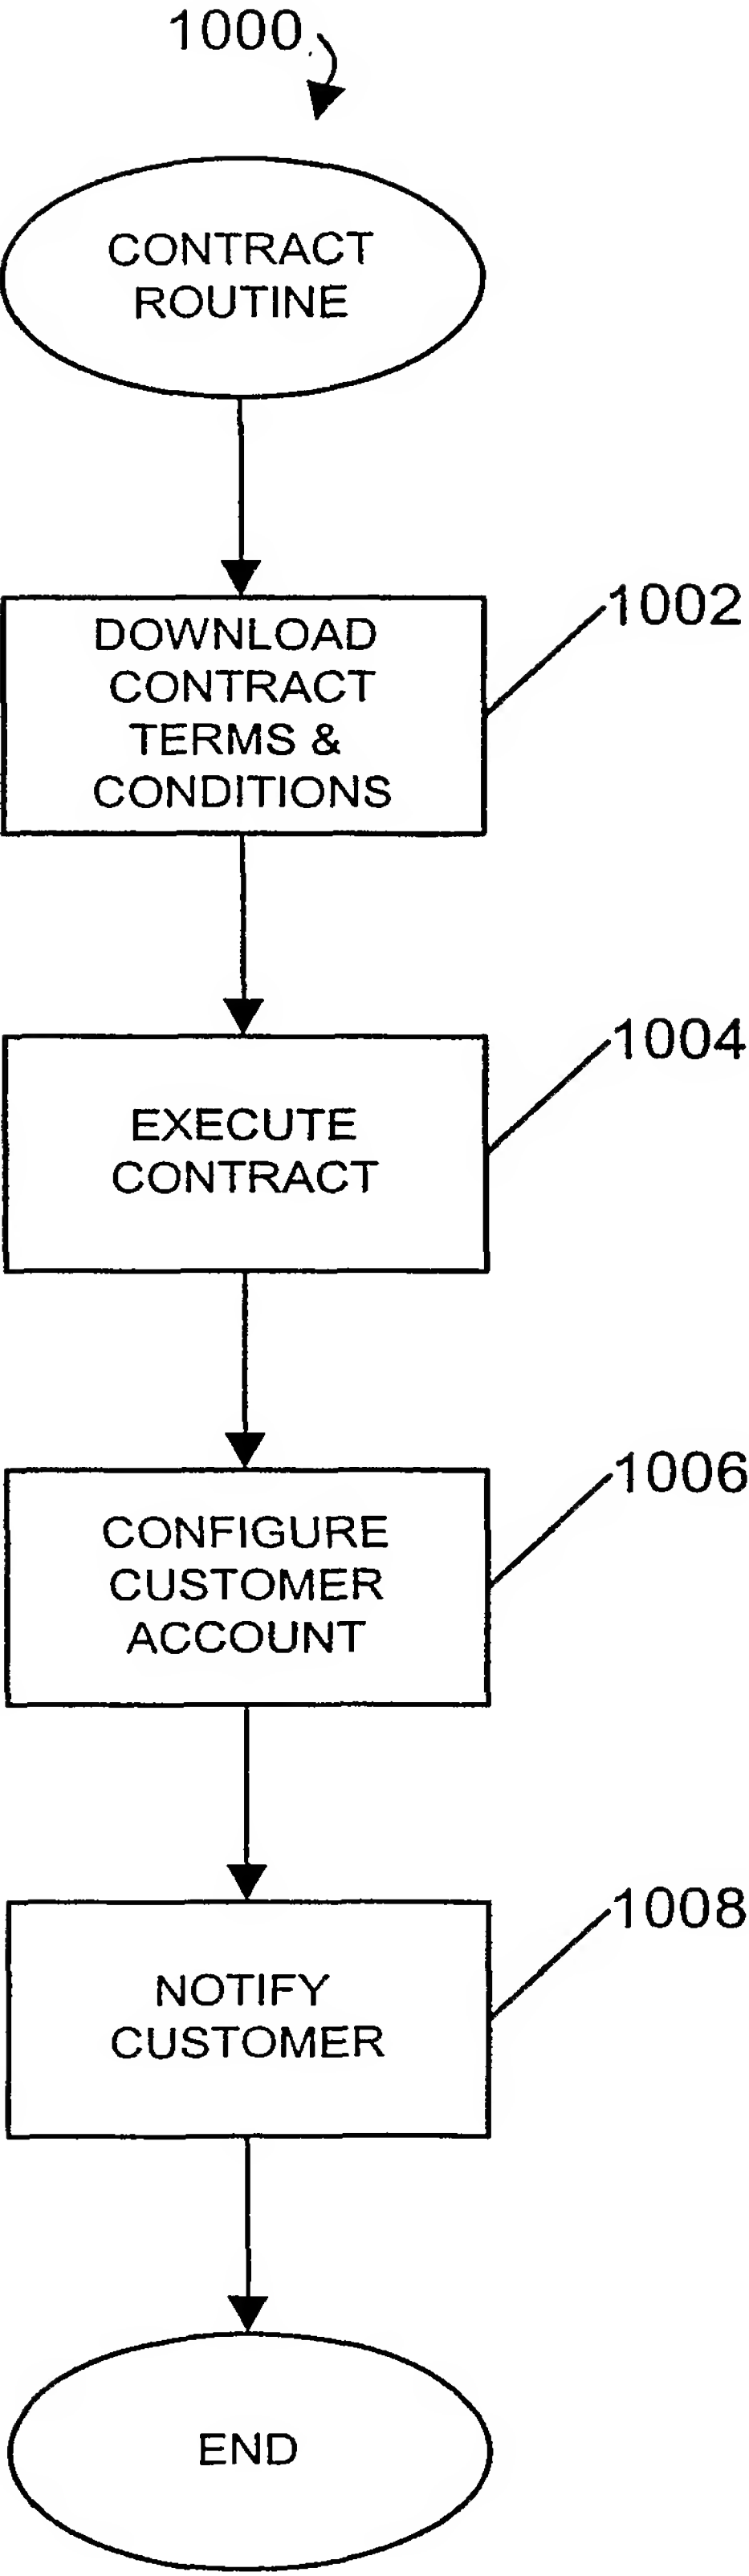 1000
CONTRACT
ROUTINE
1002
DOWNLOAD
CONTRACT
TERMS &
CONDITIONS
1004
EXECUTE
CONTRACT
1006
CONFIGURE
CUSTOMER
ACCOUNT
1008
NOTIFY
CUSTOMER
END